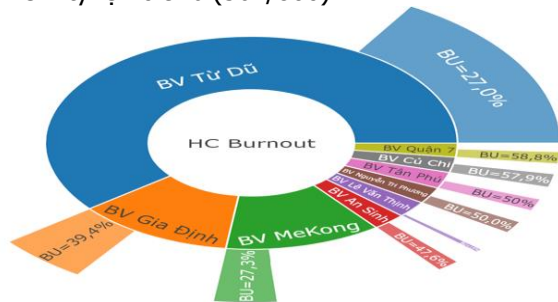 BV Từ Dũ
BU=27,0%
HC Burnout
BV Quận 7
BU=58,8%
BV Củ Chi
BU=57,9%
BV Tân Phú
BU=50%
BV Nguyễn Tri Phương
BU=50,0%
BV Lê Văn Thịnh
BV An Sinh
BU=47,6%
BV MeKong
BU=27,3%
BV Gia Định
BU=39,4%